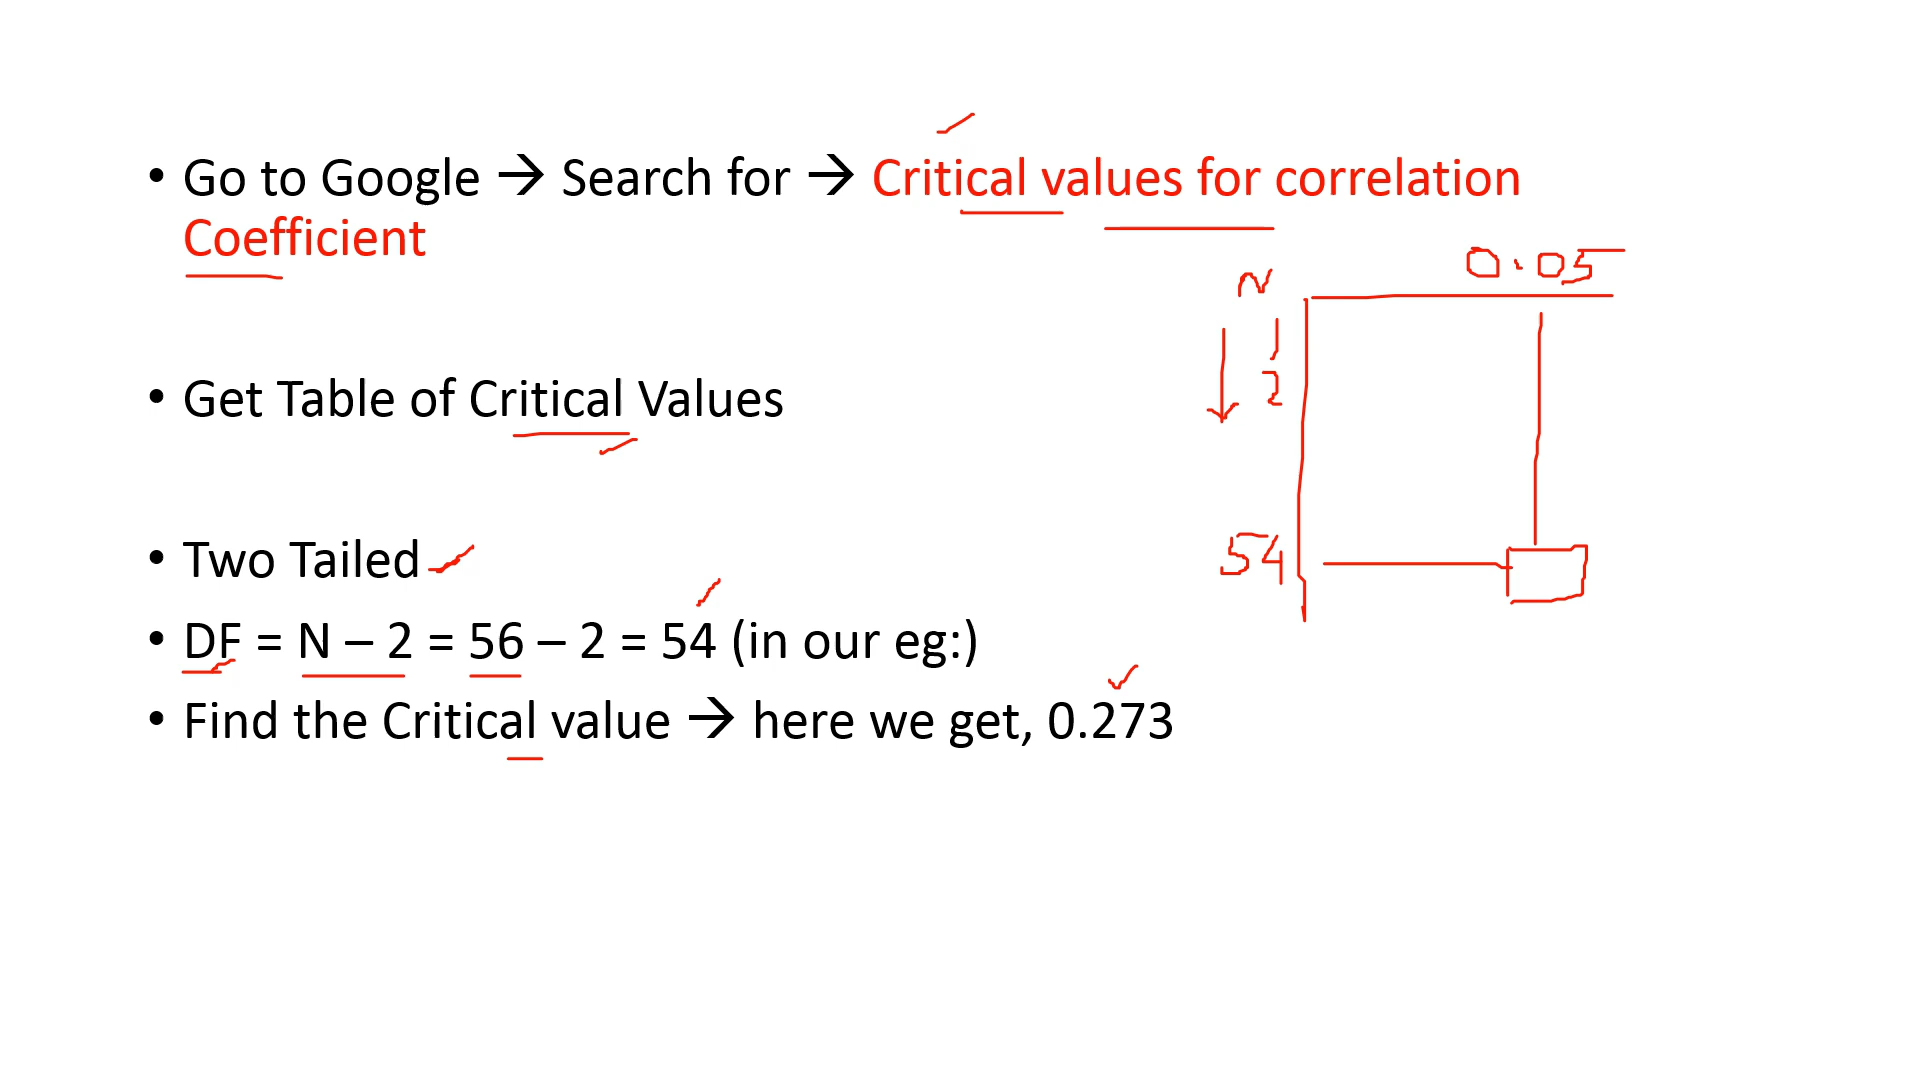 • Go to Google → Search for → Critical values for correlation
Coefficient
0.05
N
1
2
• Get Table of Critical Values
• Two Tailed
54
• DF = N – 2 = 56 – 2 = 54 (in our eg:)
• Find the Critical value → here we get, 0.273